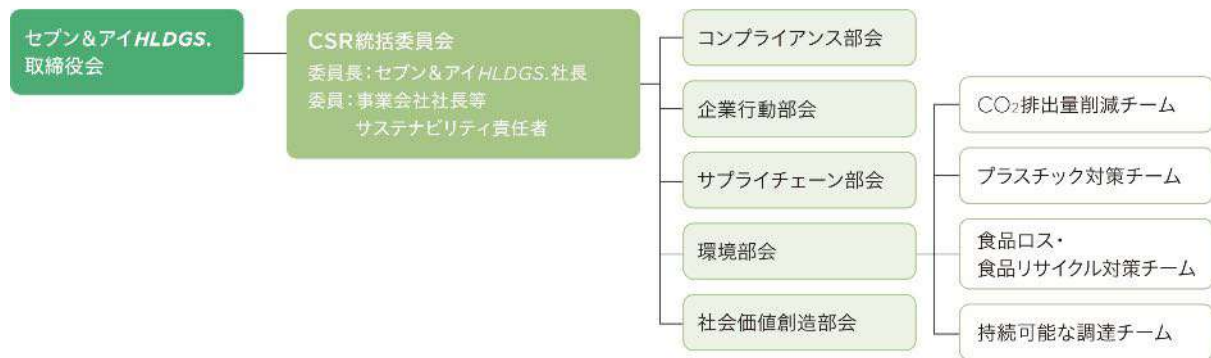 セブン&アイHLDGS.
取締役会
CSR統括委員会
委員長:セブン&アイHLDGS.社長
委員:事業会社社長等
サステナビリティ責任者
コンプライアンス部会
企業行動部会
サプライチェーン部会
環境部会
社会価値創造部会
CO₂排出量削減チーム
プラスチック対策チーム
食品ロス・
食品リサイクル対策チーム
持続可能な調達チーム